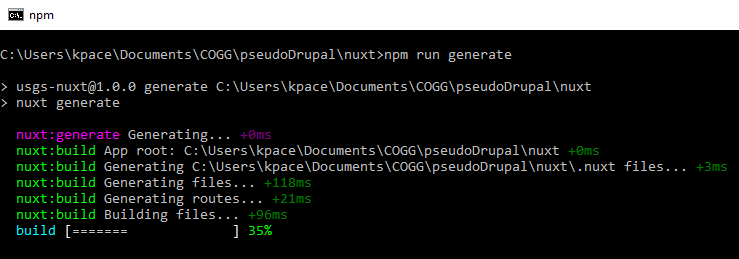 npm
C:\Users\kpace\Documents\COGG\pseudoDrupal\nuxt>npm run generate
> usgs-nuxt@1.0.0 generate C:\Users\kpace\Documents\COGG\pseudoDrupal\nuxt
> nuxt generate
nuxt:generate Generating... +0ms
nuxt:build App root: C:\Users\kpace\Documents\COGG\pseudoDrupal\nuxt +0ms
nuxt:build Generating C:\Users\kpace\Documents\COGG\pseudoDrupal\nuxt\.nuxt files... +3ms
nuxt:build Generating files... +118ms
nuxt:build Generating routes... +21ms
nuxt:build Building files... +96ms
build [=======             ] 35%